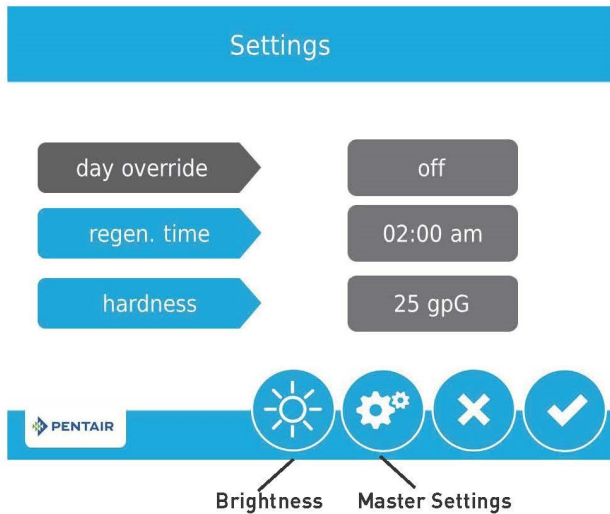 Settings
day override off
regen. time 02:00 am
hardness 25 gpG
PENTAIR
Brightness Master Settings